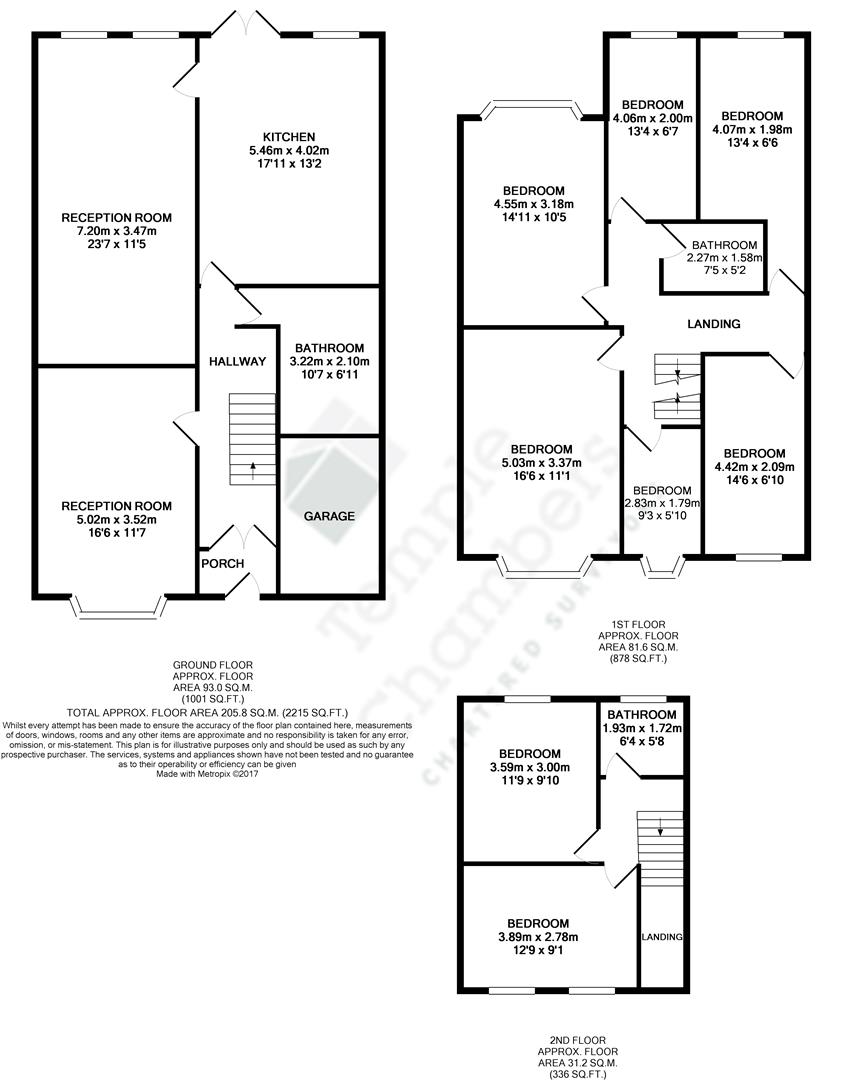 KITCHEN
5.46m x 4.02m
17'11 x 13'2
RECEPTION ROOM
7.20m x 3.47m
23'7 x 11'5
HALLWAY
BATHROOM
3.22m x 2.10m
10'7 x 6'11
RECEPTION ROOM
5.02m x 3.52m
16'6 x 11'7
GARAGE
PORCH
GROUND FLOOR
APPROX. FLOOR
AREA 93.0 SQ.M.
(1001 SQ.FT.)
BEDROOM
4.06m x 2.00m
13'4 x 6'7
BEDROOM
4.07m x 1.98m
13'4 x 6'6
BEDROOM
4.55m x 3.18m
14'11 x 10'5
BATHROOM
2.27m x 1.58m
7'5 x 5'2
LANDING
BEDROOM
5.03m x 3.37m
16'6 x 11'1
BEDROOM
2.83m x 1.79m
9'3 x 5'10
BEDROOM
4.42m x 2.09m
14'6 x 6'10
1ST FLOOR
APPROX. FLOOR
AREA 81.6 SQ.M.
(878 SQ.FT.)
BEDROOM
3.59m x 3.00m
11'9 x 9'10
BATHROOM
1.93m x 1.72m
6'4 x 5'8
BEDROOM
3.89m x 2.78m
12'9 x 9'1
LANDING
2ND FLOOR
APPROX. FLOOR
AREA 31.2 SQ.M.
(336 SQ.FT.)
TOTAL APPROX. FLOOR AREA 205.8 SQ.M. (2215 SQ.FT.)
Whilst every attempt has been made to ensure the accuracy of the floor plan contained here, measurements
of doors, windows, rooms and any other items are approximate and no responsibility is taken for any error,
omission, or mis-statement. This plan is for illustrative purposes only and should be used as such by any
prospective purchaser. The services, systems and appliances shown have not been tested and no guarantee
as to their operability or efficiency can be given
Made with Metropix ©2017
Temple
Chambers
CHARTERED SURVEYO